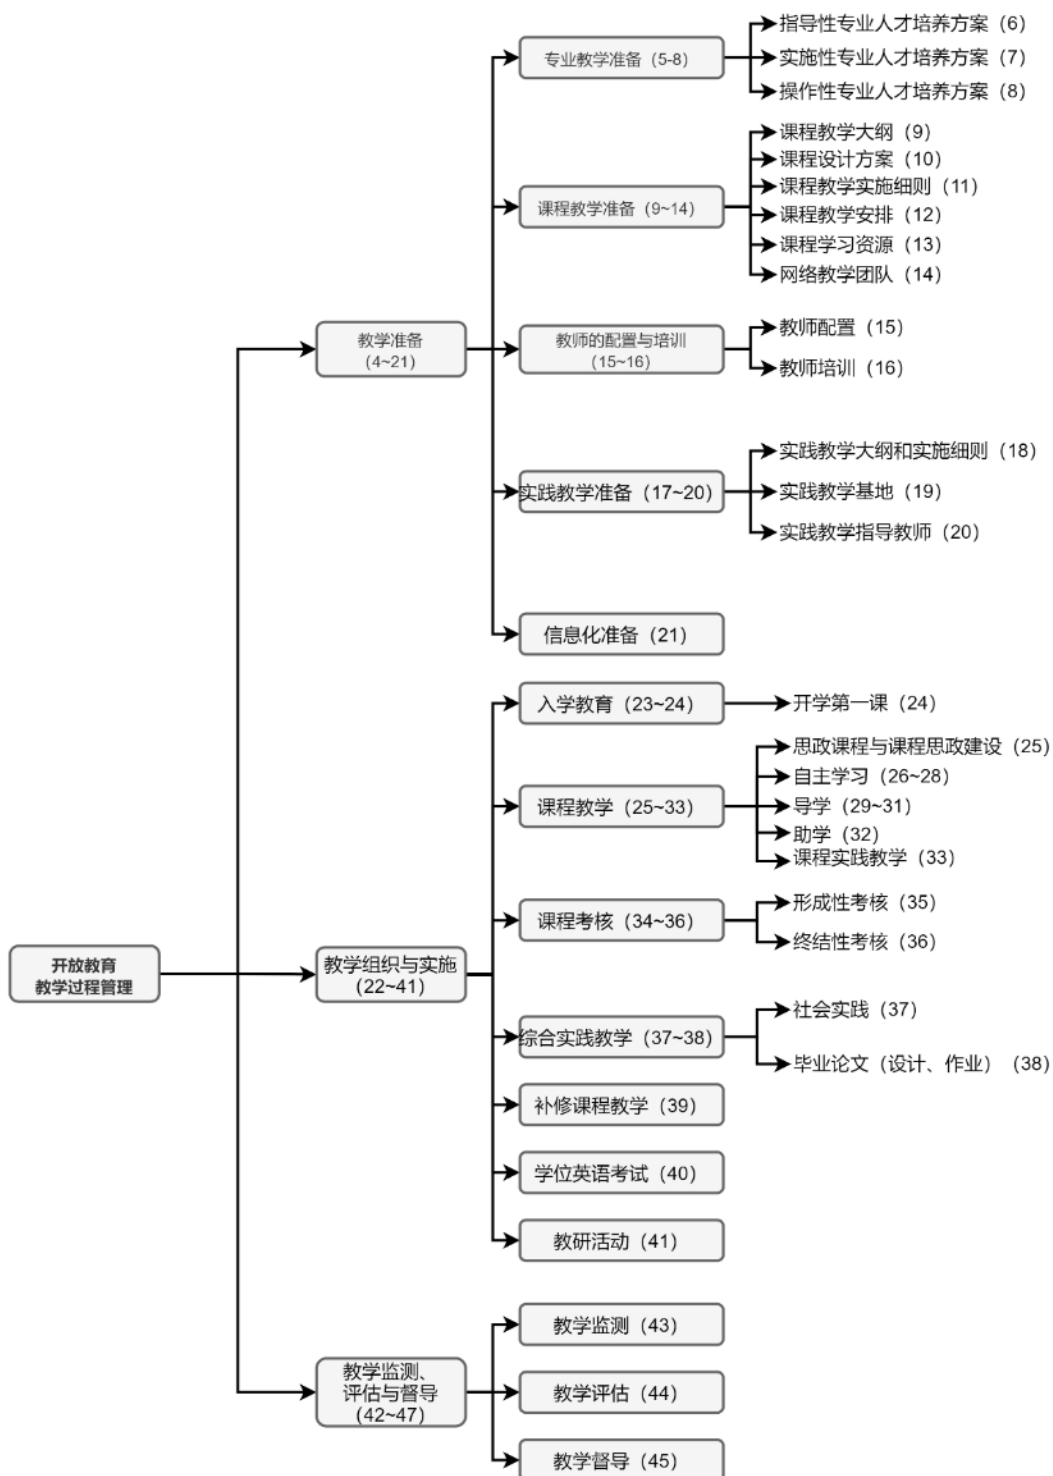 开放教育
教学过程管理
教学准备
(4~21)
专业教学准备（5-8）
指导性专业人才培养方案（6）
实施性专业人才培养方案（7）
操作性专业人才培养方案（8）
课程教学准备（9~14）
课程教学大纲（9）
课程设计方案（10）
课程教学实施细则（11）
课程教学安排（12）
课程学习资源（13）
网络教学团队（14）
教师的配置与培训
(15~16)
教师配置（15）
教师培训（16）
实践教学准备（17~20）
实践教学大纲和实施细则（18）
实践教学基地（19）
实践教学指导教师（20）
信息化准备（21）
教学组织与实施
(22~41)
入学教育（23~24）
开学第一课（24）
课程教学（25~33）
思政课程与课程思政建设（25）
自主学习（26~28）
导学（29~31）
助学（32）
课程实践教学（33）
课程考核（34~36）
形成性考核（35）
终结性考核（36）
综合实践教学（37~38）
社会实践（37）
毕业论文（设计、作业）（38）
补修课程教学（39）
学位英语考试（40）
教研活动（41）
教学监测、
评估与督导
(42~47)
教学监测（43）
教学评估（44）
教学督导（45）